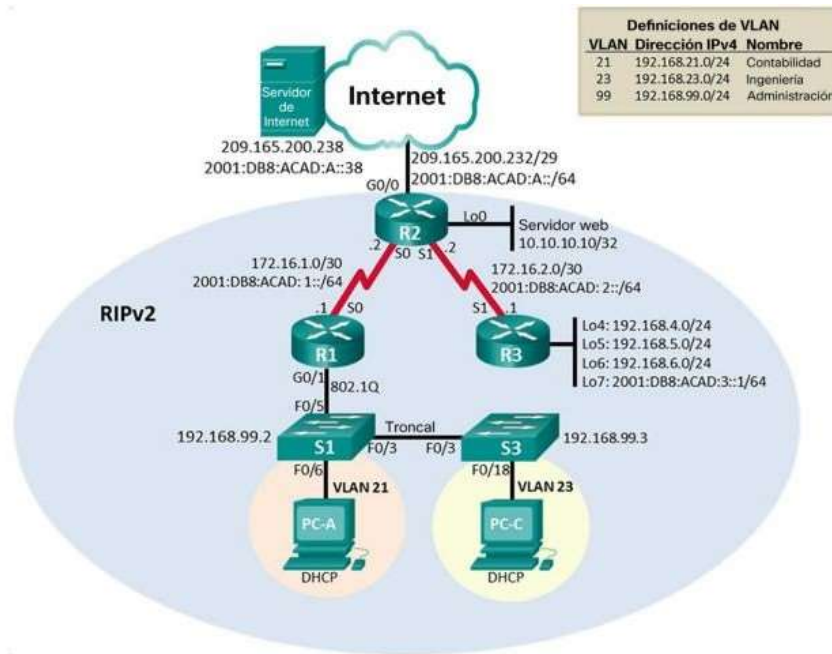 Definiciones de VLAN
VLAN Dirección IPv4 Nombre
21 192.168.21.0/24 Contabilidad
23 192.168.23.0/24 Ingeniería
99 192.168.99.0/24 Administración
Servidor
de
Internet
Internet
209.165.200.238
2001:DB8:ACAD:A::38
209.165.200.232/29
2001:DB8:ACAD:A::/64
G0/0
R2
Lo0
Servidor web
10.10.10.10/32
.2
S0
S1
.2
172.16.1.0/30
2001:DB8:ACAD: 1::/64
172.16.2.0/30
2001:DB8:ACAD: 2::/64
RIPv2
.1
S0
S1
.1
R1
R3
Lo4: 192.168.4.0/24
Lo5: 192.168.5.0/24
Lo6: 192.168.6.0/24
Lo7: 2001:DB8:ACAD:3::1/64
G0/1
802.1Q
F0/5
192.168.99.2
S1
Troncal
F0/3
F0/3
S3
192.168.99.3
F0/6
F0/18
VLAN 21
VLAN 23
PC-A
PC-C
DHCP
DHCP